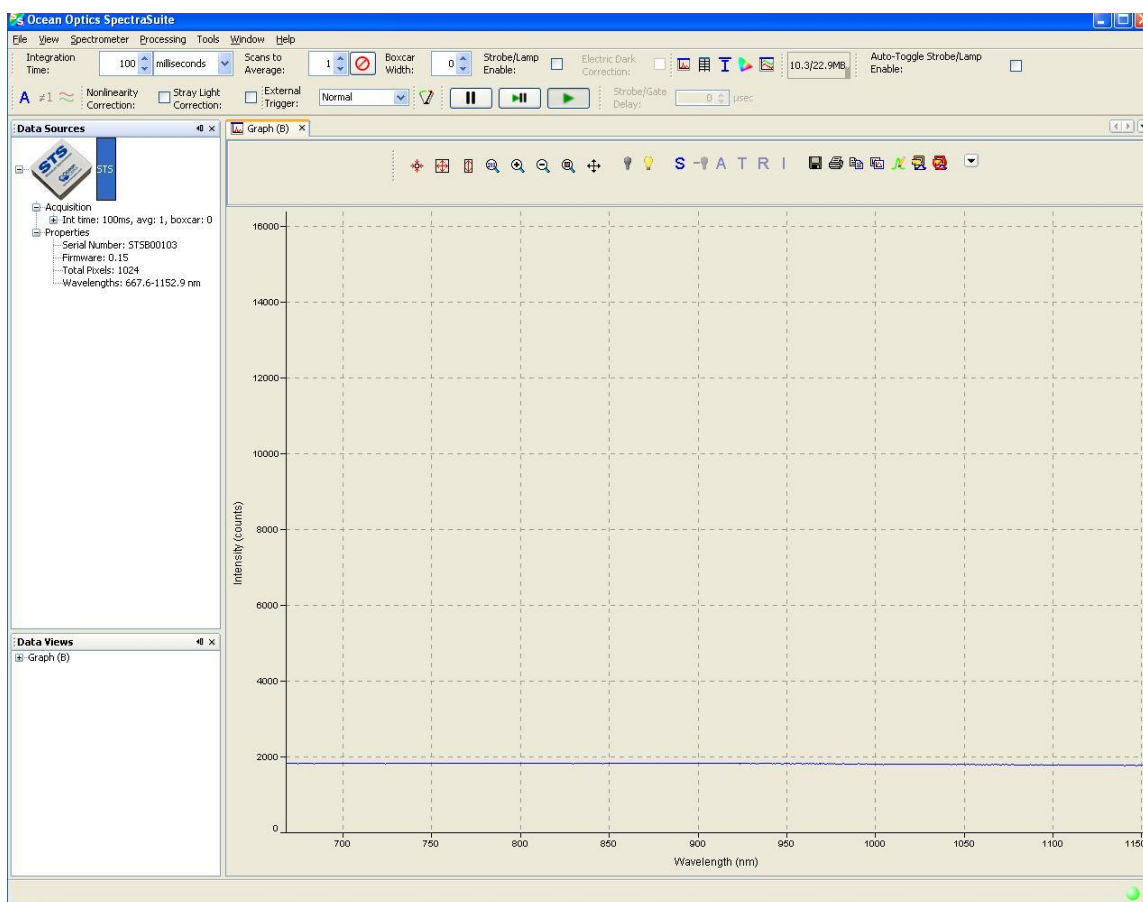 Ocean Optics SpectraSuite
File View Spectrometer Processing Tools Window Help
Integration Time: 100 milliseconds Scans to Average: 1 Boxcar Width: 0 Strobe/Lamp Enable: Electric Dark Correction: 10.3/22.9MB Auto-Toggle Strobe/Lamp Enable:
A ≠1 Nonlinearity Correction: Stray Light Correction: External Trigger: Normal Strobe/Gate Delay: 0 µsec
Data Sources
Graph (B)
STS
STS
S A T R I
Acquisition
Int time: 100ms, avg: 1, boxcar: 0
Properties
Serial Number: STSB00103
Firmware: 0.15
Total Pixels: 1024
Wavelengths: 667.6-1152.9 nm
16000
14000
12000
10000
8000
6000
4000
2000
0
Intensity (counts)
700 750 800 850 900 950 1000 1050 1100 1150
Wavelength (nm)
Data Views
Graph (B)